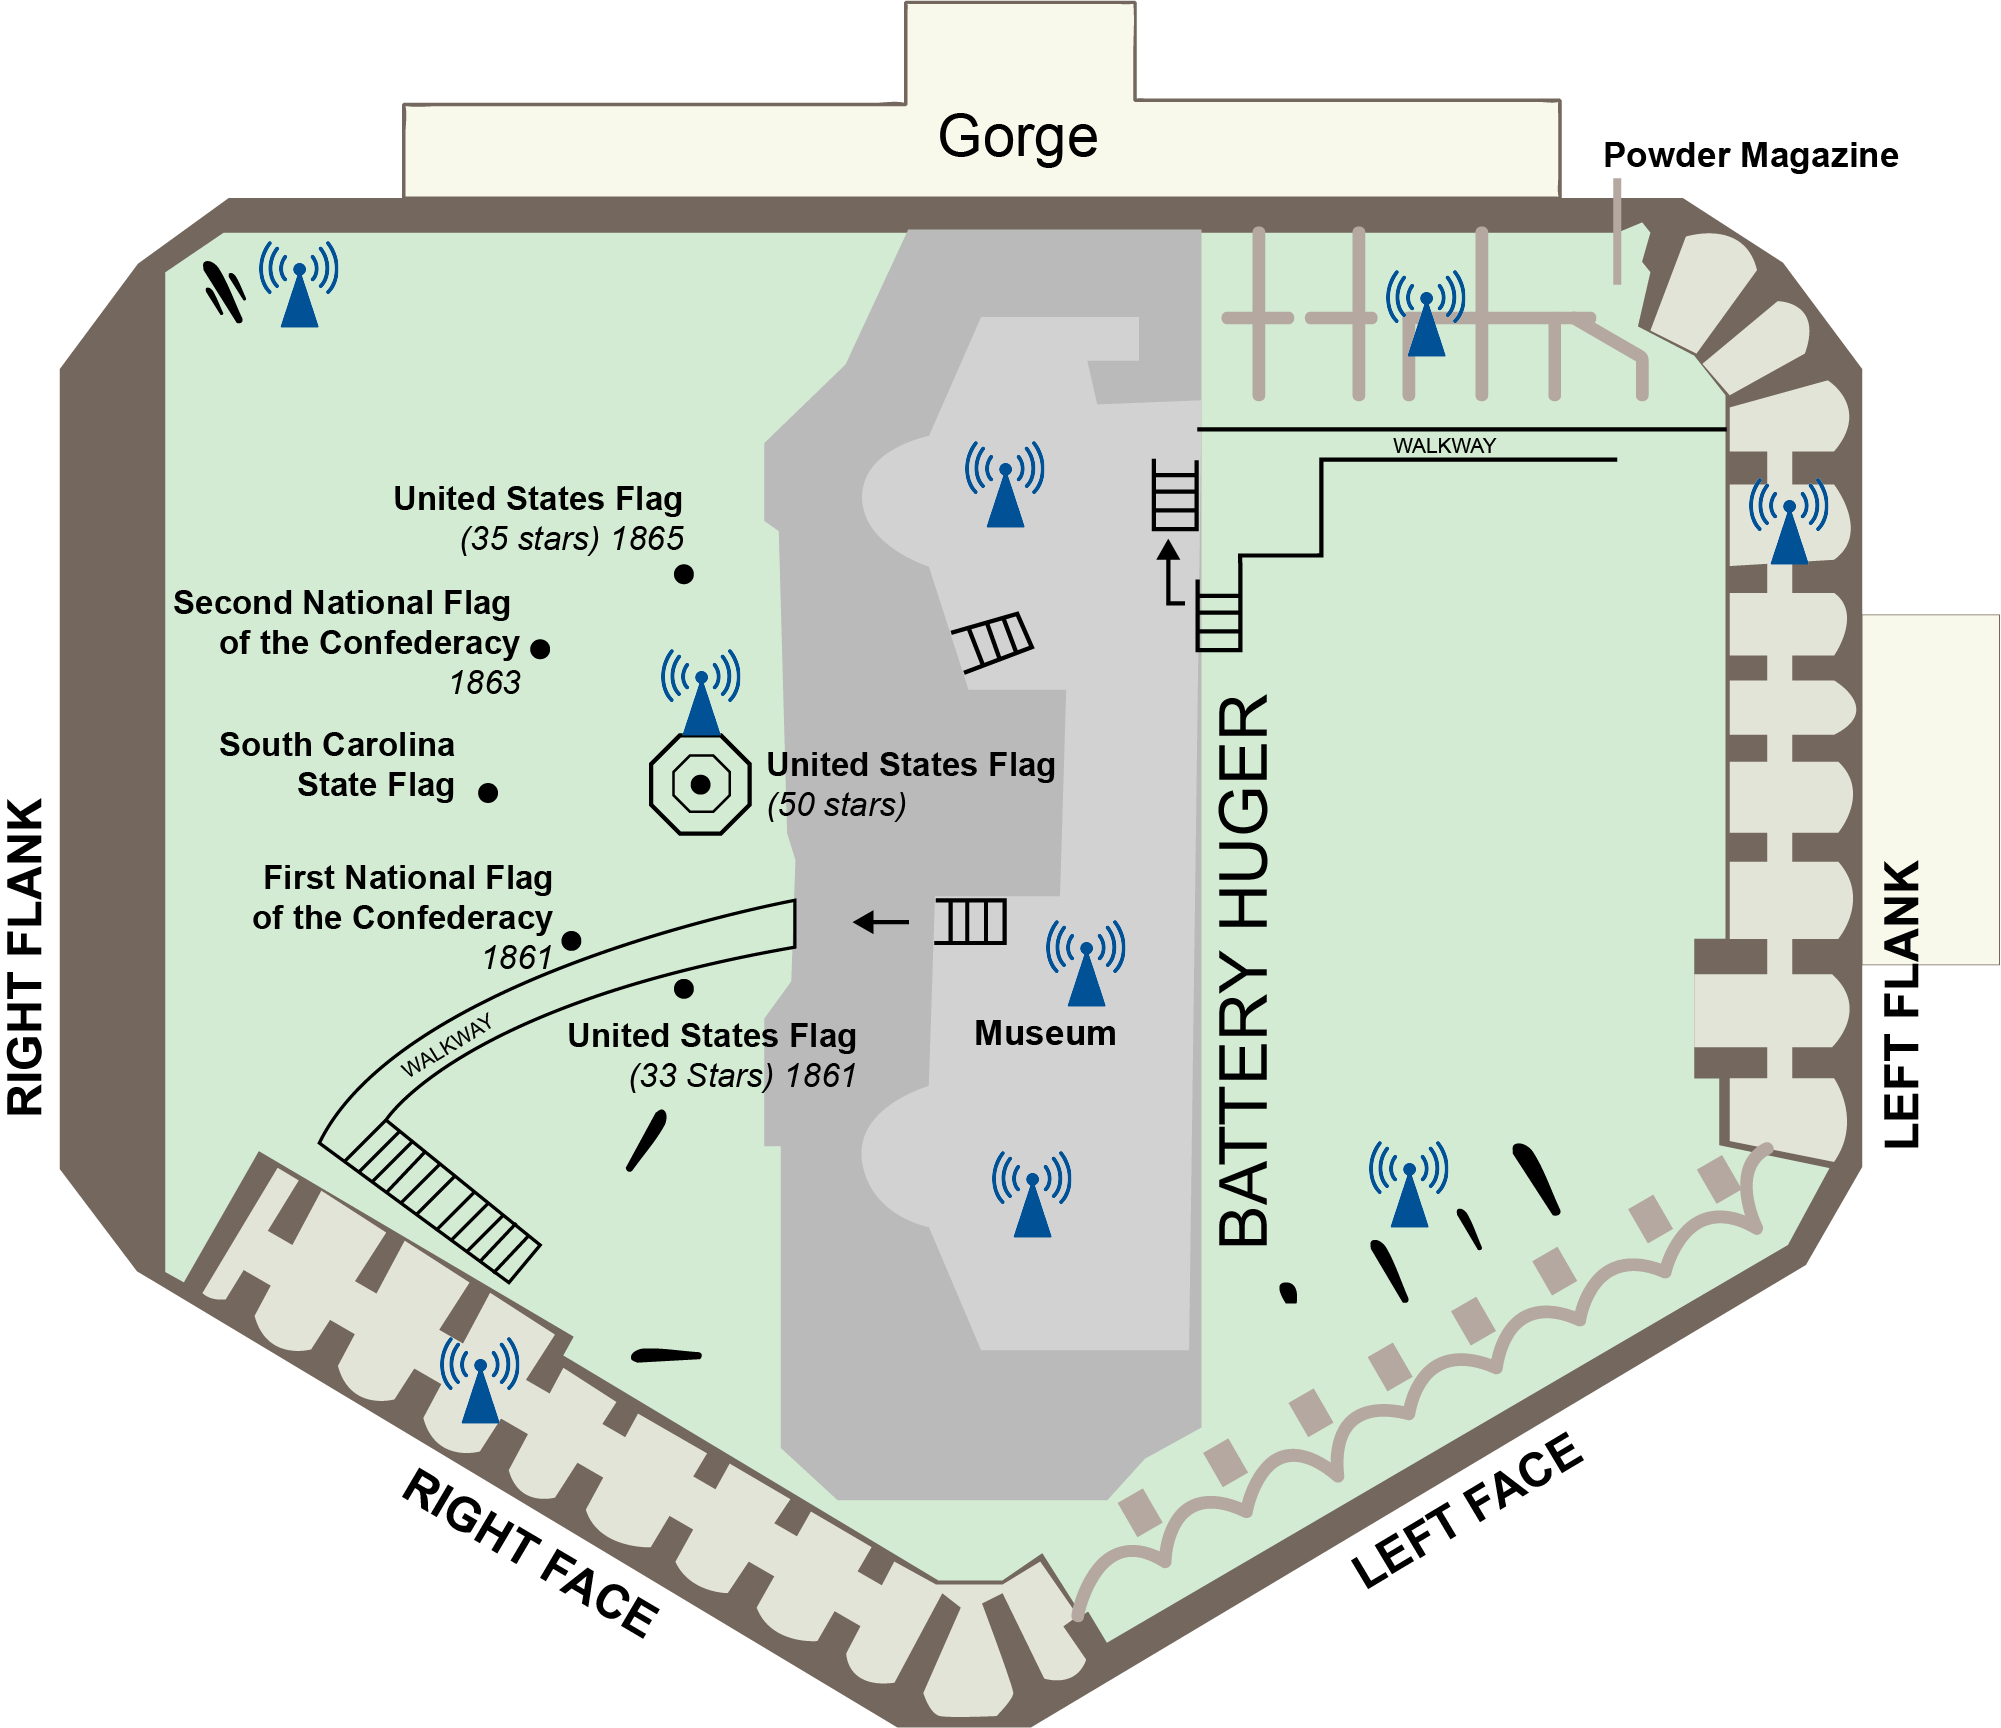 Gorge
Powder Magazine
WALKWAY
United States Flag
(35 stars) 1865
Second National Flag
of the Confederacy
1863
South Carolina
State Flag
United States Flag
(50 stars)
First National Flag
of the Confederacy
1861
WALKWAY
United States Flag
(33 Stars) 1861
Museum
BATTERY HUGER
RIGHT FLANK
LEFT FLANK
RIGHT FACE
LEFT FACE